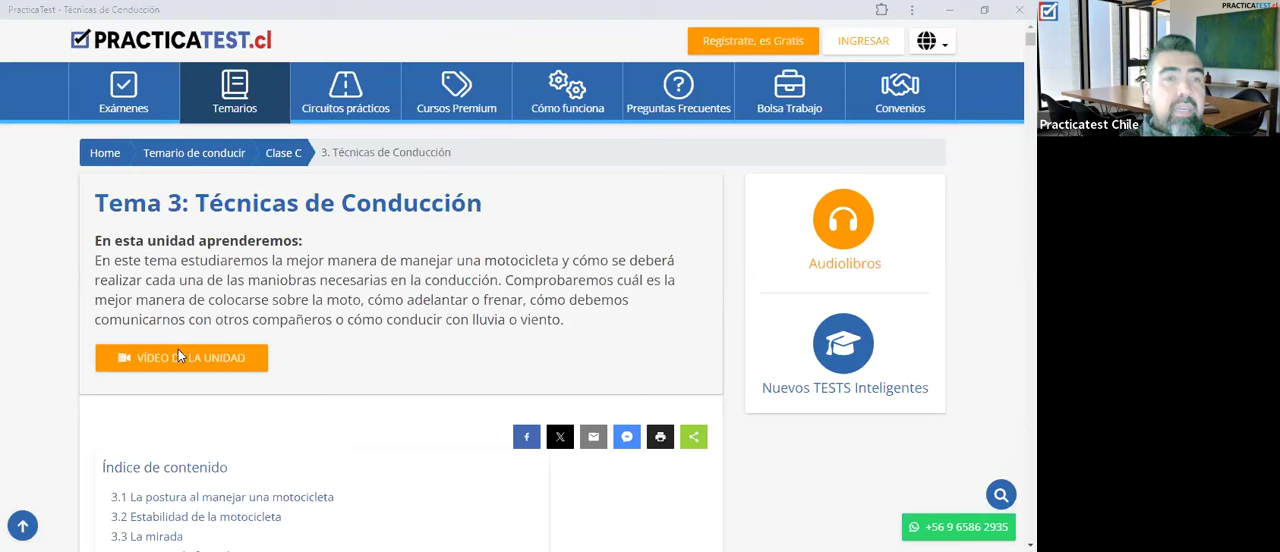 PracticaTest - Técnicas de Conducción
PRACTICATEST.cl
Regístrate, es Gratis
INGRESAR
Exámenes
Temarios
Circuitos prácticos
Cursos Premium
Cómo funciona
Preguntas Frecuentes
Bolsa Trabajo
Convenios
Home
Temario de conducir
Clase C
3. Técnicas de Conducción
Tema 3: Técnicas de Conducción
En esta unidad aprenderemos:
En este tema estudiaremos la mejor manera de manejar una motocicleta y cómo se deberá
realizar cada una de las maniobras necesarias en la conducción. Comprobaremos cuál es la
mejor manera de colocarse sobre la moto, cómo adelantar o frenar, cómo debemos
comunicarnos con otros compañeros o cómo conducir con lluvia o viento.
VÍDEO DE LA UNIDAD
Índice de contenido
3.1 La postura al manejar una motocicleta
3.2 Estabilidad de la motocicleta
3.3 La mirada
Audiolibros
Nuevos TESTS Inteligentes
+56 9 6586 2935
PRACTICATEST.cl
Practicatest Chile